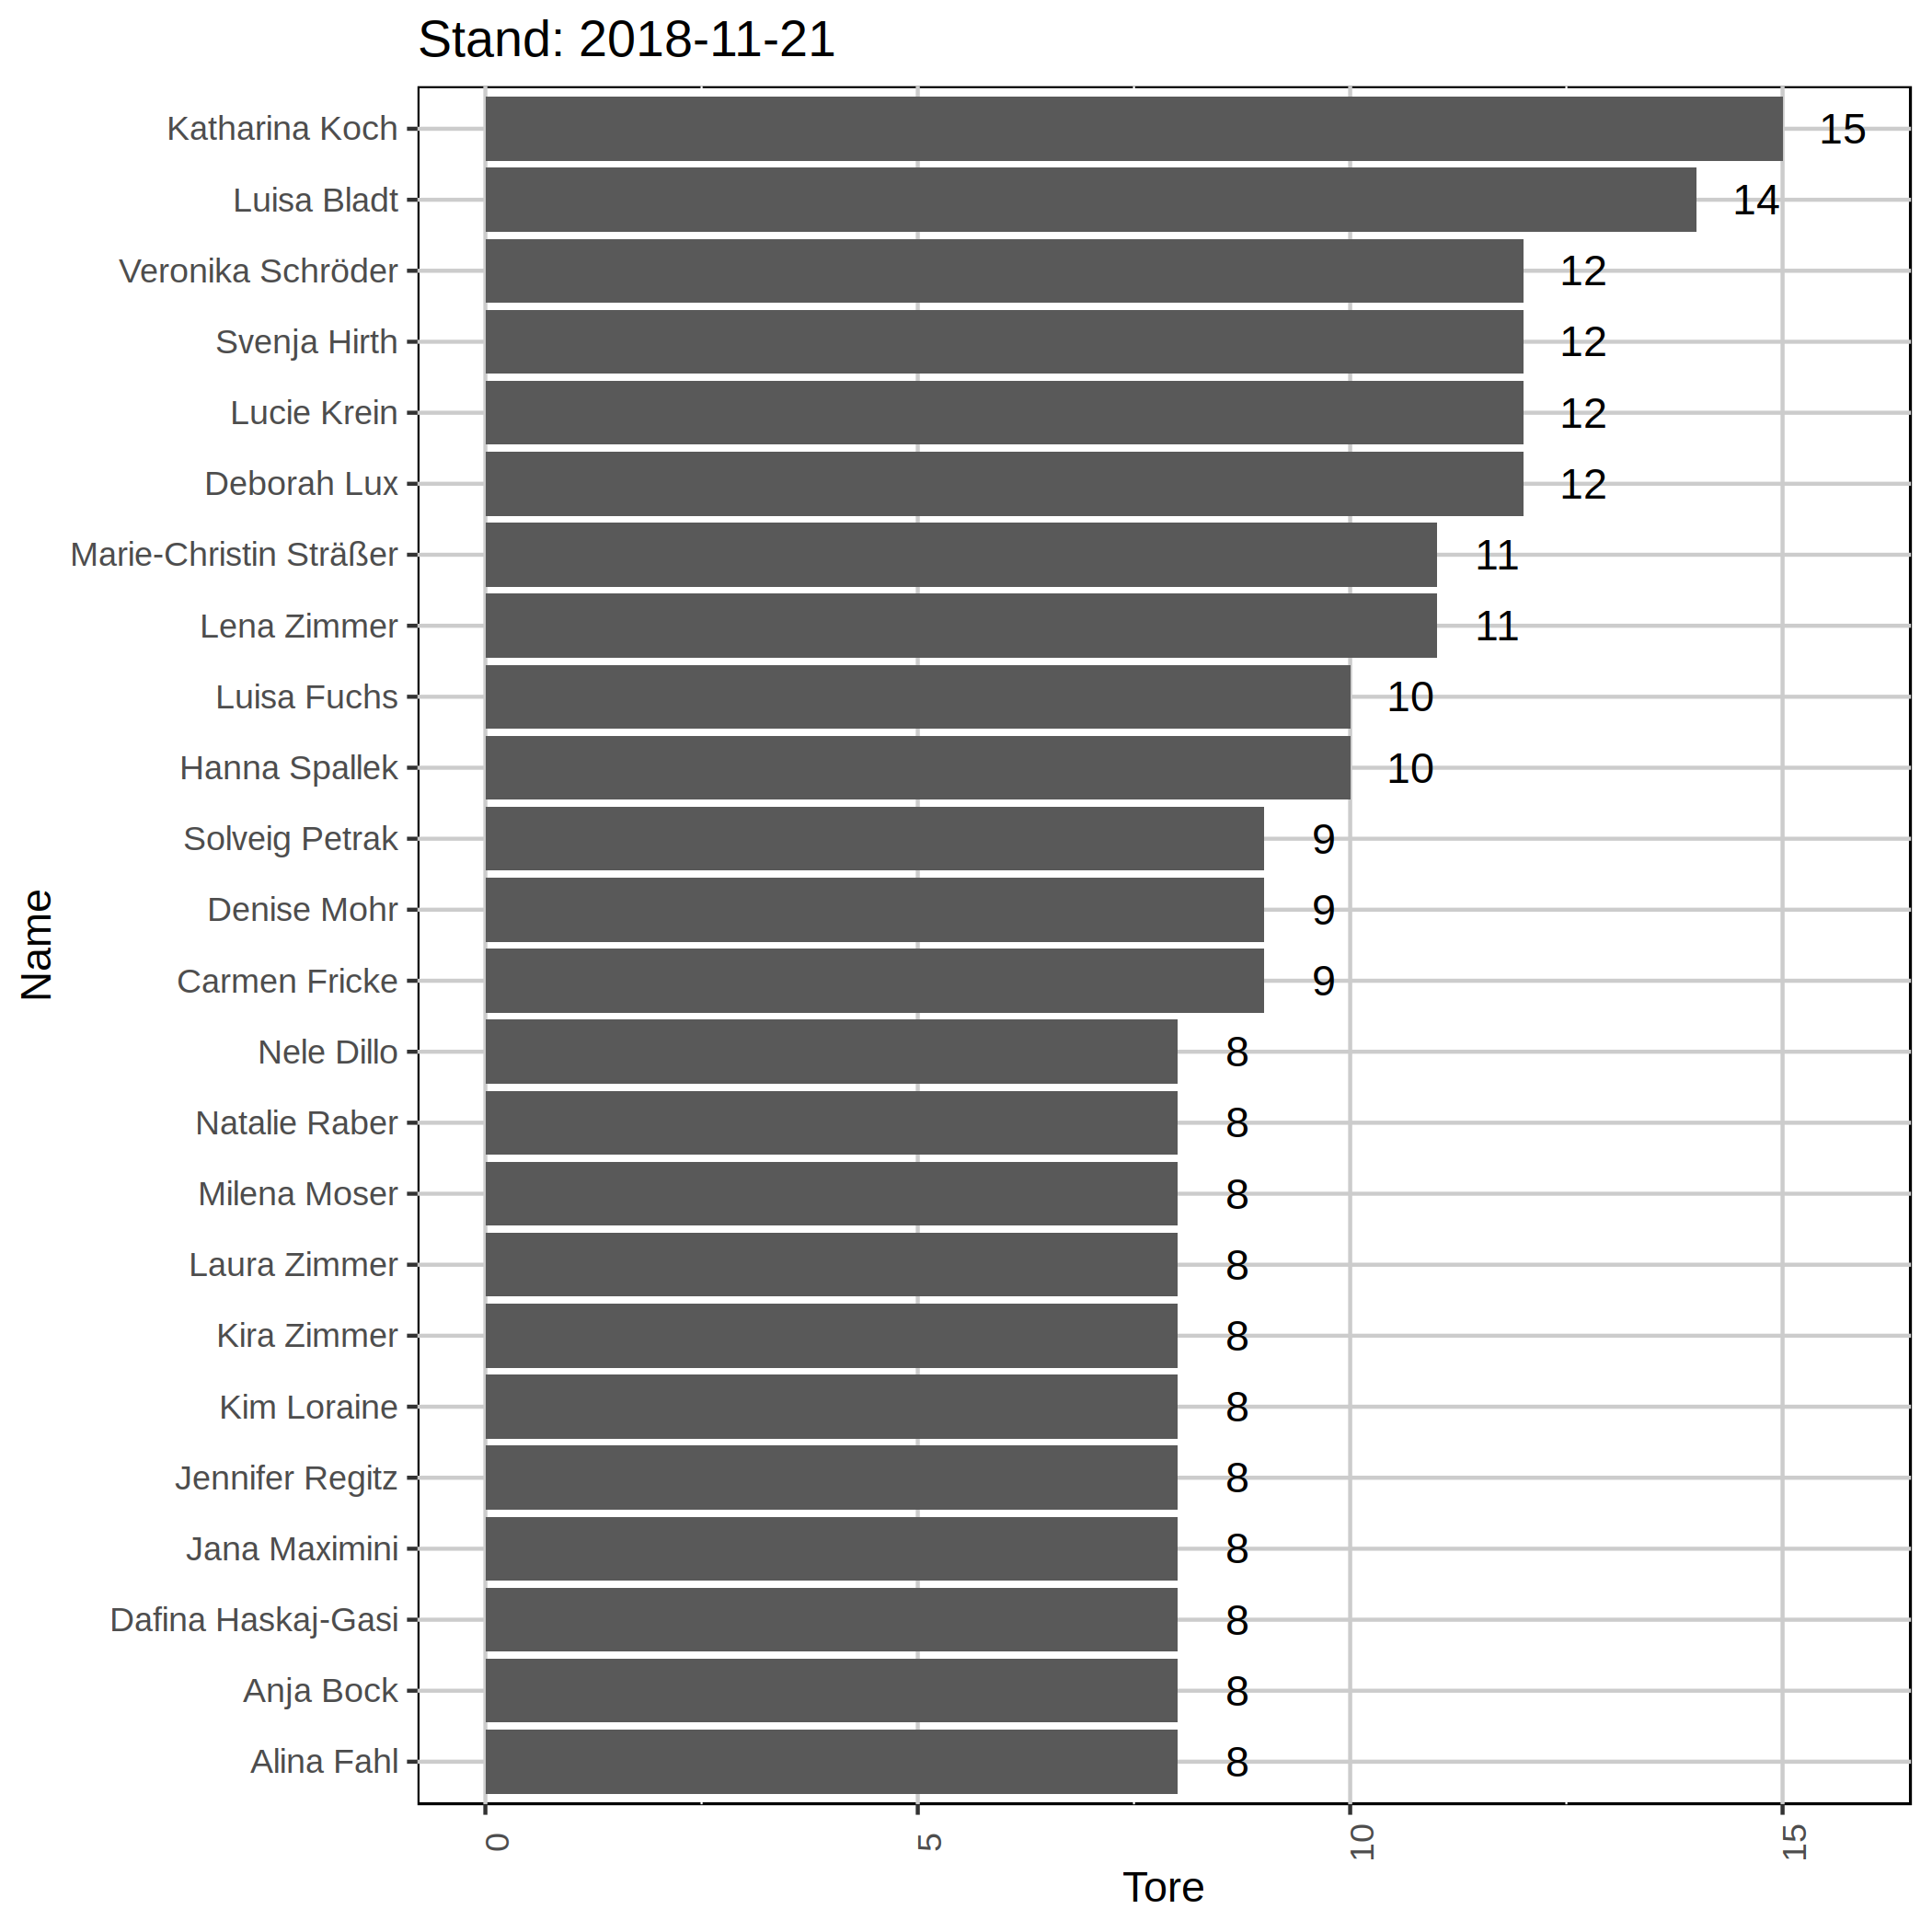 Stand: 2018-11-21
Katharina Koch 15
Luisa Bladt 14
Veronika Schröder 12
Svenja Hirth 12
Lucie Krein 12
Deborah Lux 12
Marie-Christin Sträßer 11
Lena Zimmer 11
Luisa Fuchs 10
Hanna Spallek 10
Solveig Petrak 9
Denise Mohr 9
Carmen Fricke 9
Nele Dillo 8
Natalie Raber 8
Milena Moser 8
Laura Zimmer 8
Kira Zimmer 8
Kim Loraine 8
Jennifer Regitz 8
Jana Maximini 8
Dafina Haskaj-Gasi 8
Anja Bock 8
Alina Fahl 8
Name
0 5 10 15
Tore